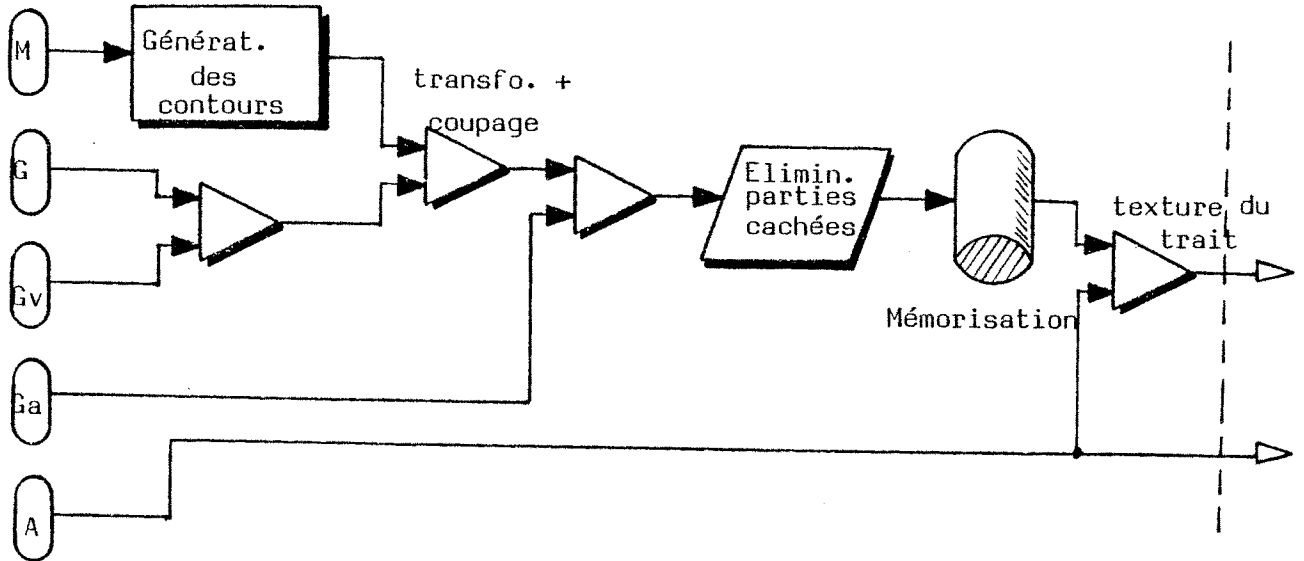 M
Générat.
des
contours
transfo. +
coupage
G
Gv
Elimin.
parties
cachées
Mémorisation
texture du
trait
Ga
A